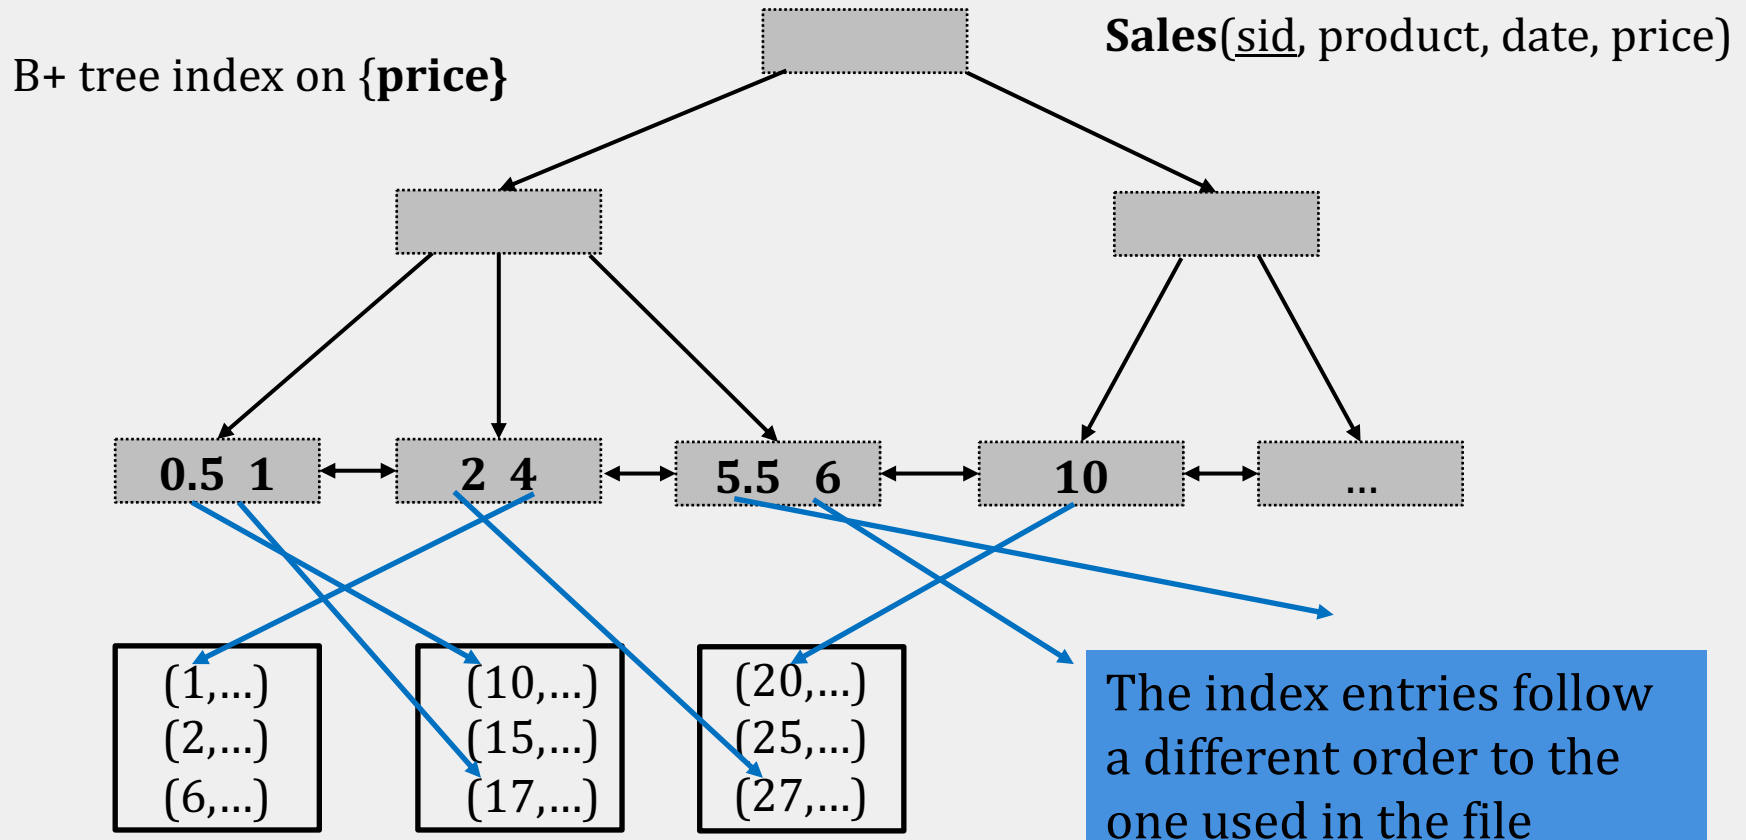 Sales(sid, product, date, price)
B+ tree index on {price}
0.5 1
2 4
5.5 6
10
...
(1,...)
(2,...)
(6,...)
(10,...)
(15,...)
(17,...)
(20,...)
(25,...)
(27,...)
The index entries follow
a different order to the
one used in the file